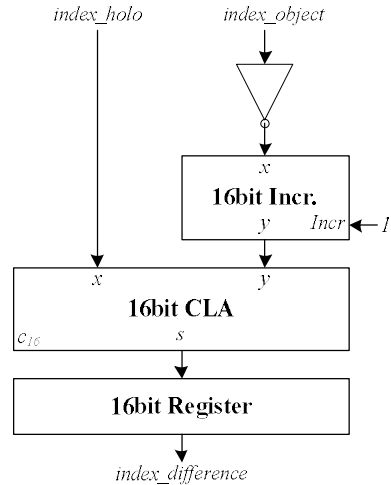 index_holo index_object
x
16bit Incr.
y Incr 1
x y
16bit CLA
c16 s
16bit Register
index_difference